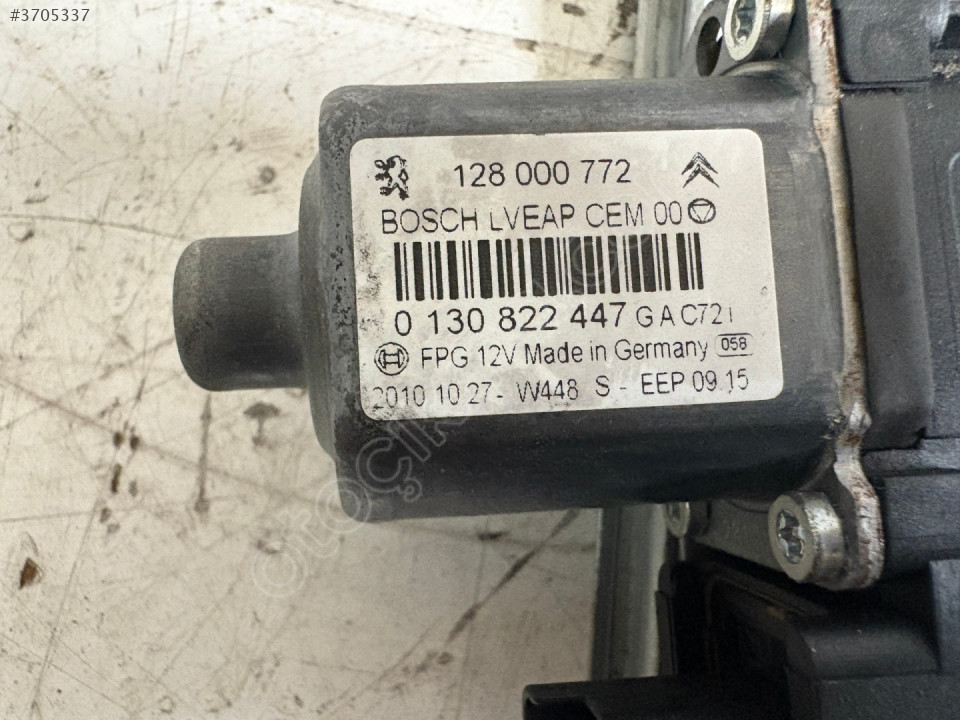 #3705337
128 000 772
BOSCH LVEAP CEM 00
0 130 822 447 G A C72 i
FPG 12V Made in Germany 058
2010 10 27- W448 S - EEP 09.15